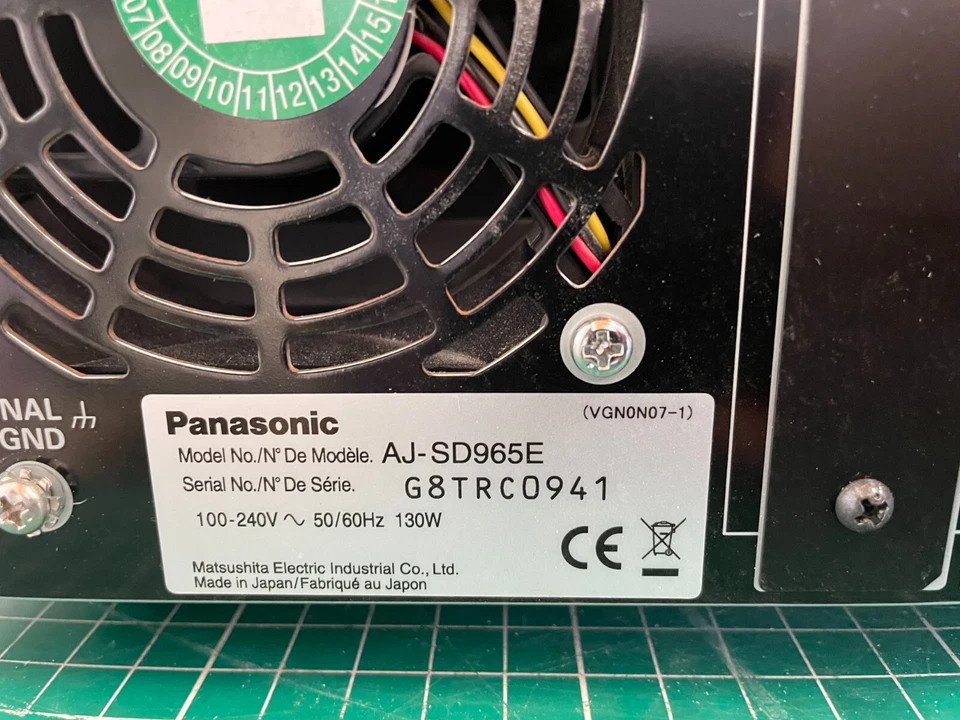 07 08 09 10 11 12 13 14 15
NAL
GND
Panasonic
(VGN0N07-1)
Model No./N° De Modèle. AJ-SD965E
Serial No./N° De Série. G8TRC0941
100-240V ～ 50/60Hz 130W
CE
Matsushita Electric Industrial Co., Ltd.
Made in Japan/Fabriqué au Japon